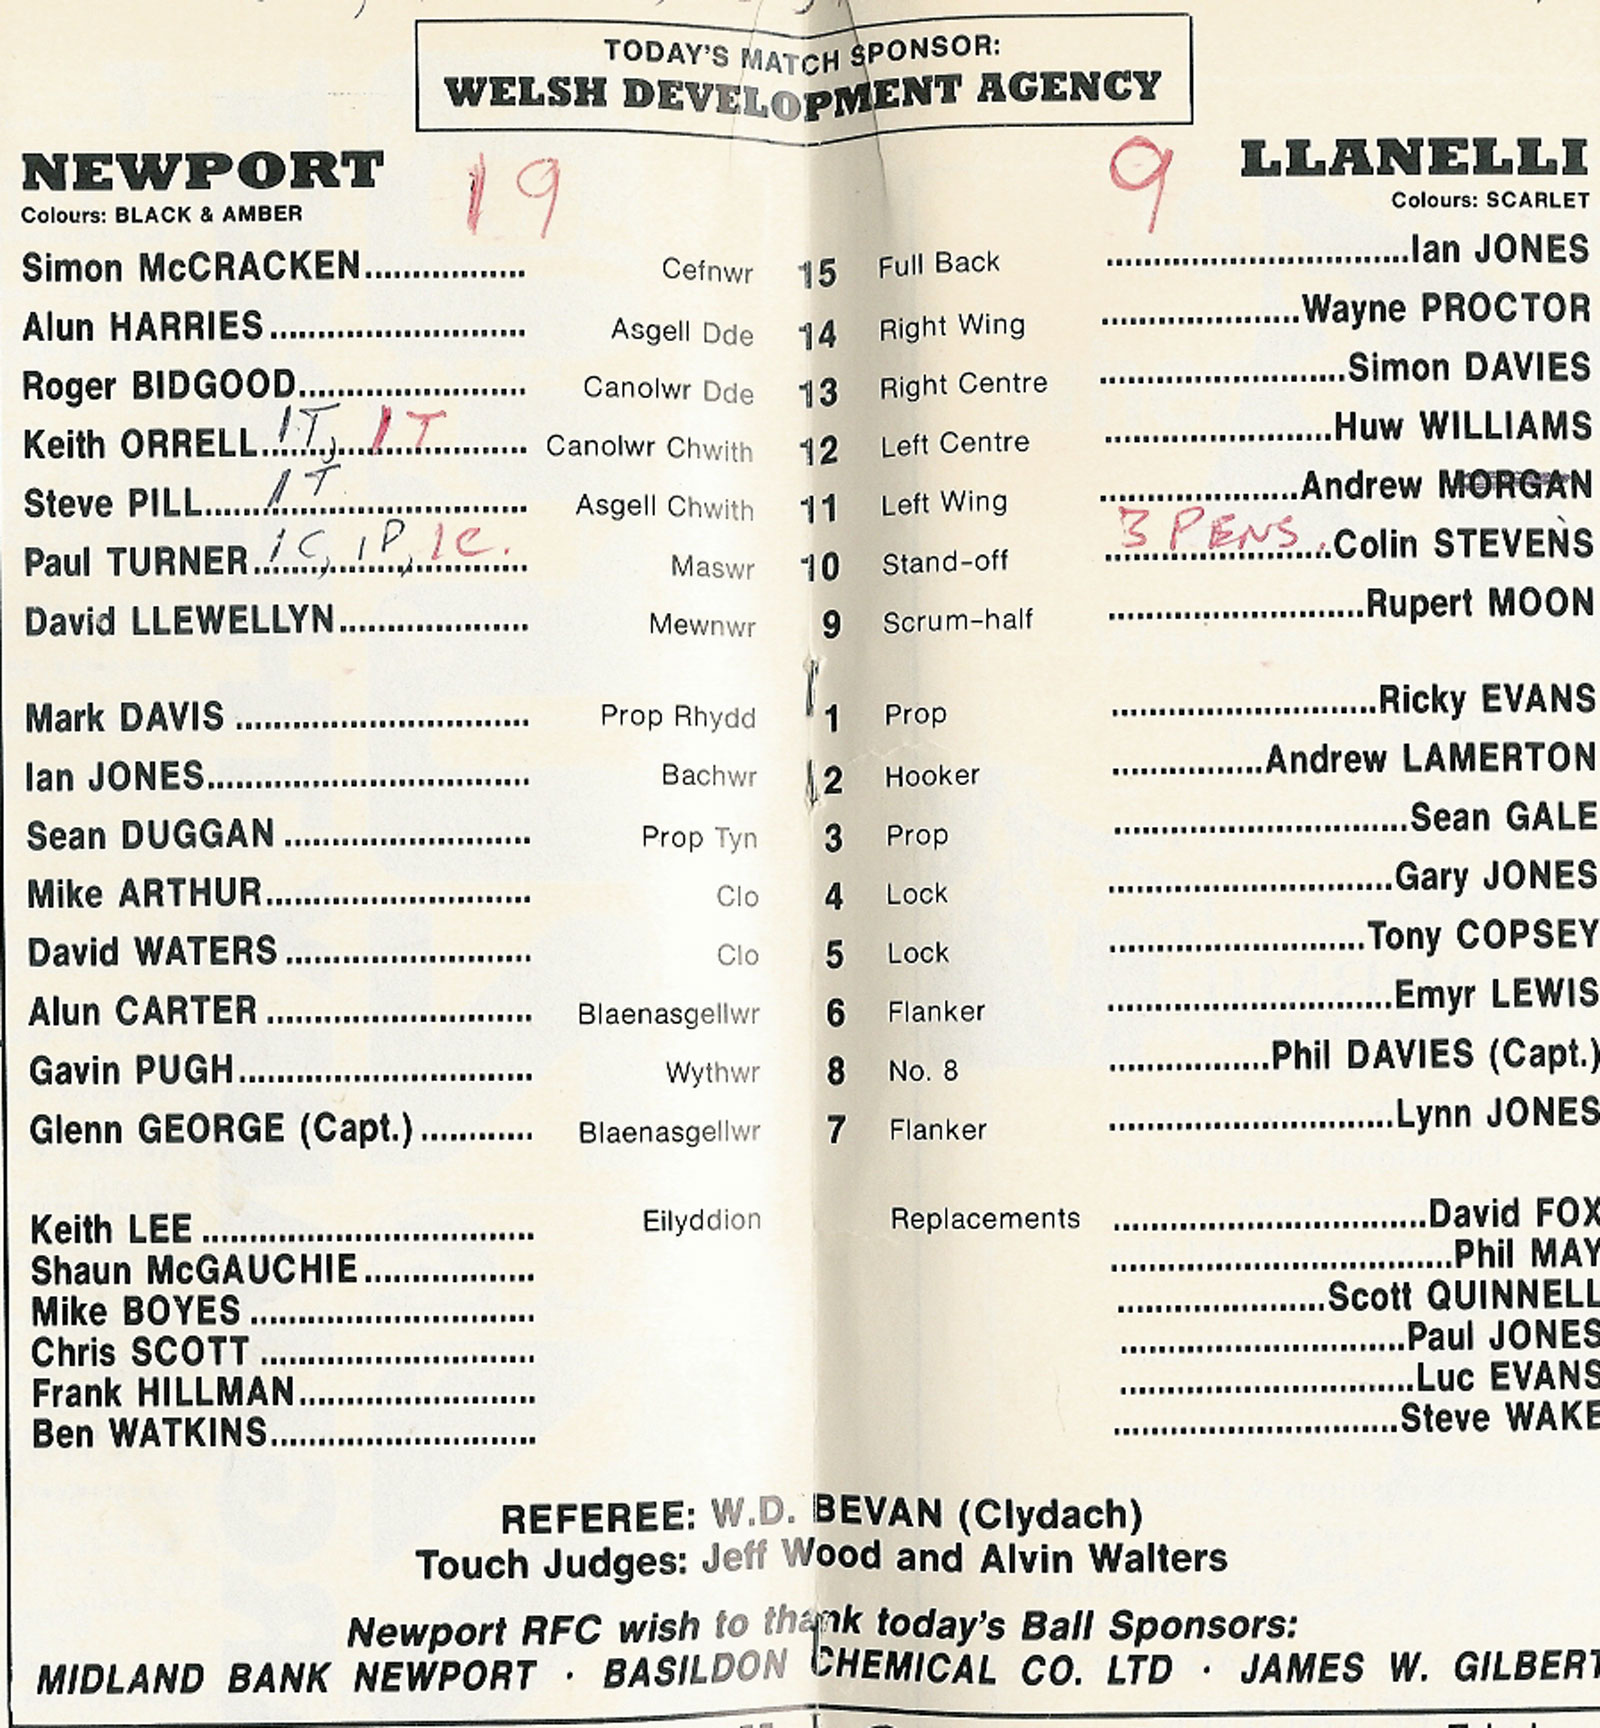 TODAY'S MATCH SPONSOR:
WELSH DEVELOPMENT AGENCY
NEWPORT 19 9 LLANELLI
Colours: BLACK & AMBER Colours: SCARLET
Simon McCRACKEN................. Cefnwr 15 Full Back .................................Ian JONES
Alun HARRIES........................... Asgell Dde 14 Right Wing .....................Wayne PROCTOR
Roger BIDGOOD........................ Canolwr Dde 13 Right Centre ..........................Simon DAVIES
Keith ORRELL 1T, 1T Canolwr Chwith 12 Left Centre ........................Huw WILLIAMS
Steve PILL 1T Asgell Chwith 11 Left Wing .....................Andrew MORGAN
Paul TURNER 1C, 1P, 1C. Maswr 10 Stand-off 3 PENS. Colin STEVENS
David LLEWELLYN.................... Mewnwr 9 Scrum-half ...........................Rupert MOON
Mark DAVIS ............................... Prop Rhydd 1 Prop ............................Ricky EVANS
Ian JONES.................................. Bachwr 2 Hooker ................Andrew LAMERTON
Sean DUGGAN .......................... Prop Tyn 3 Prop ...............................Sean GALE
Mike ARTHUR............................ Clo 4 Lock ..............................Gary JONES
David WATERS .......................... Clo 5 Lock ...........................Tony COPSEY
Alun CARTER ............................ Blaenasgellwr 6 Flanker ..............................Emyr LEWIS
Gavin PUGH............................... Wythwr 8 No. 8 .................Phil DAVIES (Capt.)
Glenn GEORGE (Capt.)............ Blaenasgellwr 7 Flanker ..............................Lynn JONES
Keith LEE ................................... Eilyddion Replacements .................................David FOX
Shaun McGAUCHIE.................. ....................................Phil MAY
Mike BOYES .............................. ......................Scott QUINNELL
Chris SCOTT ............................. ..............................Paul JONES
Frank HILLMAN......................... ...............................Luc EVANS
Ben WATKINS............................ ..............................Steve WAKE
REFEREE: W.D. BEVAN (Clydach)
Touch Judges: Jeff Wood and Alvin Walters
Newport RFC wish to thank today's Ball Sponsors:
MIDLAND BANK NEWPORT · BASILDON CHEMICAL CO. LTD · JAMES W. GILBERT